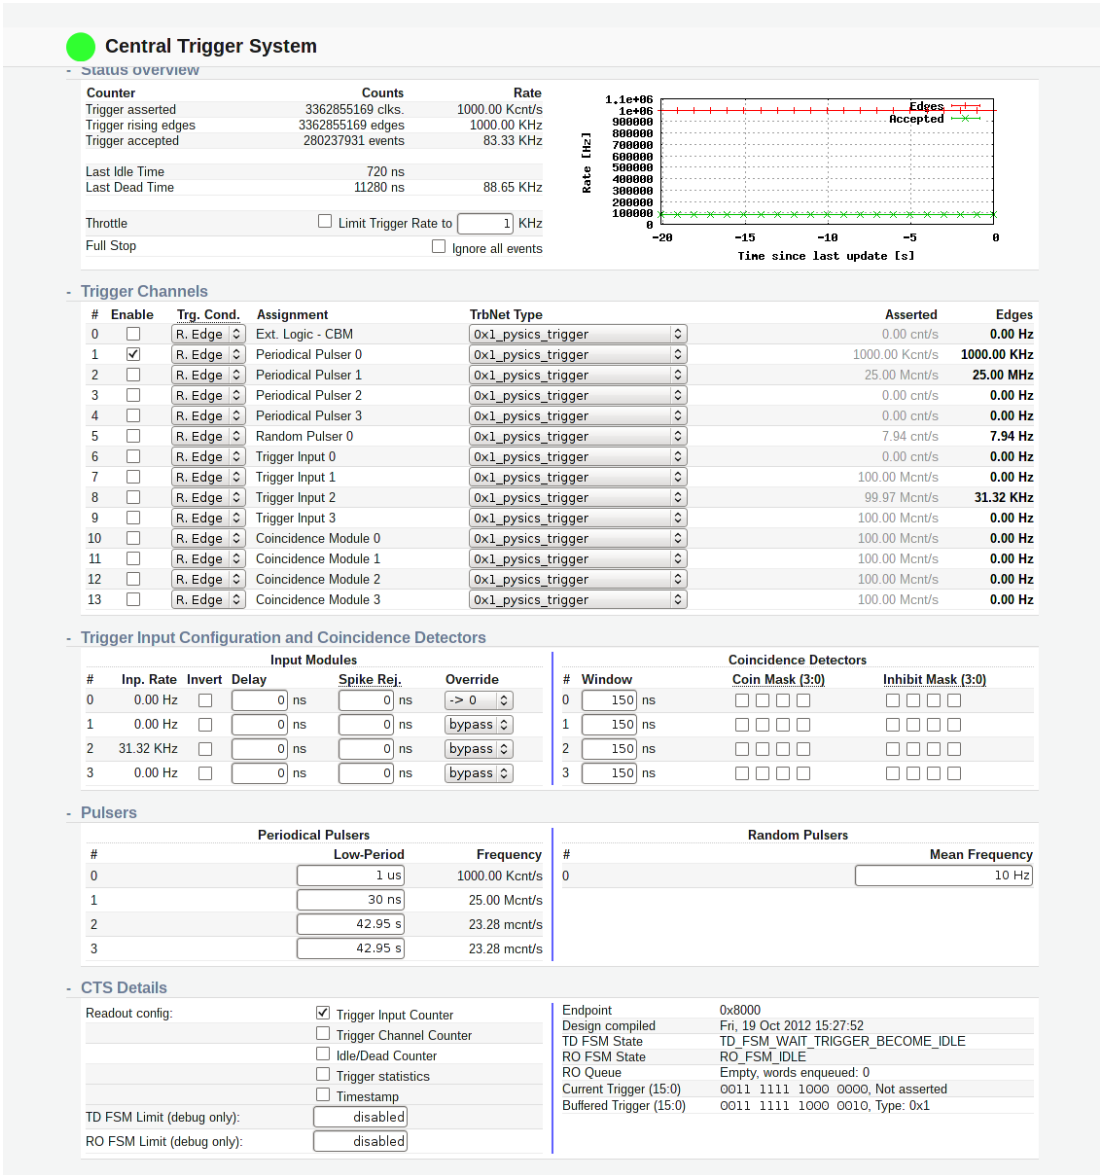 Central Trigger System
- Status overview
Counter Counts Rate
Trigger asserted 3362855169 clks. 1000.00 Kcnt/s
Trigger rising edges 3362855169 edges 1000.00 KHz
Trigger accepted 280237931 events 83.33 KHz
Last Idle Time 720 ns
Last Dead Time 11280 ns 88.65 KHz
Throttle Limit Trigger Rate to 1 KHz
Full Stop Ignore all events
Rate [Hz]
1.1e+06
1e+06
900000
800000
700000
600000
500000
400000
300000
200000
100000
0
Edges
Accepted
-20 -15 -10 -5 0
Time since last update [s]
- Trigger Channels
# Enable Trg. Cond. Assignment TrbNet Type Asserted Edges
0 R. Edge Ext. Logic - CBM 0x1_pysics_trigger 0.00 cnt/s 0.00 Hz
1 R. Edge Periodical Pulser 0 0x1_pysics_trigger 1000.00 Kcnt/s 1000.00 KHz
2 R. Edge Periodical Pulser 1 0x1_pysics_trigger 25.00 Mcnt/s 25.00 MHz
3 R. Edge Periodical Pulser 2 0x1_pysics_trigger 0.00 cnt/s 0.00 Hz
4 R. Edge Periodical Pulser 3 0x1_pysics_trigger 0.00 cnt/s 0.00 Hz
5 R. Edge Random Pulser 0 0x1_pysics_trigger 7.94 cnt/s 7.94 Hz
6 R. Edge Trigger Input 0 0x1_pysics_trigger 0.00 cnt/s 0.00 Hz
7 R. Edge Trigger Input 1 0x1_pysics_trigger 100.00 Mcnt/s 0.00 Hz
8 R. Edge Trigger Input 2 0x1_pysics_trigger 99.97 Mcnt/s 31.32 KHz
9 R. Edge Trigger Input 3 0x1_pysics_trigger 100.00 Mcnt/s 0.00 Hz
10 R. Edge Coincidence Module 0 0x1_pysics_trigger 100.00 Mcnt/s 0.00 Hz
11 R. Edge Coincidence Module 1 0x1_pysics_trigger 100.00 Mcnt/s 0.00 Hz
12 R. Edge Coincidence Module 2 0x1_pysics_trigger 100.00 Mcnt/s 0.00 Hz
13 R. Edge Coincidence Module 3 0x1_pysics_trigger 100.00 Mcnt/s 0.00 Hz
- Trigger Input Configuration and Coincidence Detectors
Input Modules
# Inp. Rate Invert Delay Spike Rej. Override
0 0.00 Hz 0 ns 0 ns -> 0
1 0.00 Hz 0 ns 0 ns bypass
2 31.32 KHz 0 ns 0 ns bypass
3 0.00 Hz 0 ns 0 ns bypass
Coincidence Detectors
# Window Coin Mask (3:0) Inhibit Mask (3:0)
0 150 ns
1 150 ns
2 150 ns
3 150 ns
- Pulsers
Periodical Pulsers
# Low-Period Frequency
0 1 us 1000.00 Kcnt/s
1 30 ns 25.00 Mcnt/s
2 42.95 s 23.28 mcnt/s
3 42.95 s 23.28 mcnt/s
Random Pulsers
# Mean Frequency
0 10 Hz
- CTS Details
Readout config: Trigger Input Counter
Trigger Channel Counter
Idle/Dead Counter
Trigger statistics
Timestamp
TD FSM Limit (debug only): disabled
RO FSM Limit (debug only): disabled
Endpoint 0x8000
Design compiled Fri, 19 Oct 2012 15:27:52
TD FSM State TD_FSM_WAIT_TRIGGER_BECOME_IDLE
RO FSM State RO_FSM_IDLE
RO Queue Empty, words enqueued: 0
Current Trigger (15:0) 0011 1111 1000 0000, Not asserted
Buffered Trigger (15:0) 0011 1111 1000 0010, Type: 0x1